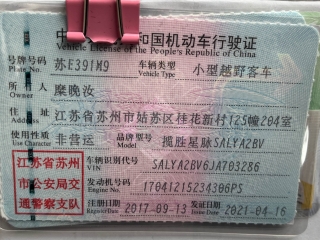 中 和国机动车行驶证
Vehicle License of the People's Republic of China
号牌号码 苏E39IM9 车辆类型 小型越野客车
Plate No. Vehicle Type
所有人 糜晚汝
Owner
住址 江苏省苏州市姑苏区桂花新村125幢204室
Address
使用性质 非营运 品牌型号 揽胜星脉SALYA2BV
Use Character Model
江苏省苏州市公安局交通警察支队
车辆识别代号 SALYA2BV6JA703286
VIN
发动机号码 17041215234306PS
Engine No.
注册日期 2017-09-13 发证日期 2021-04-16
Register Date Issue Date